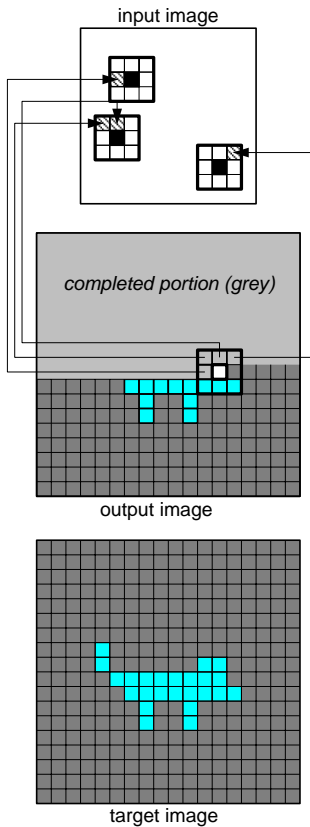 input image
completed portion (grey)
output image
target image